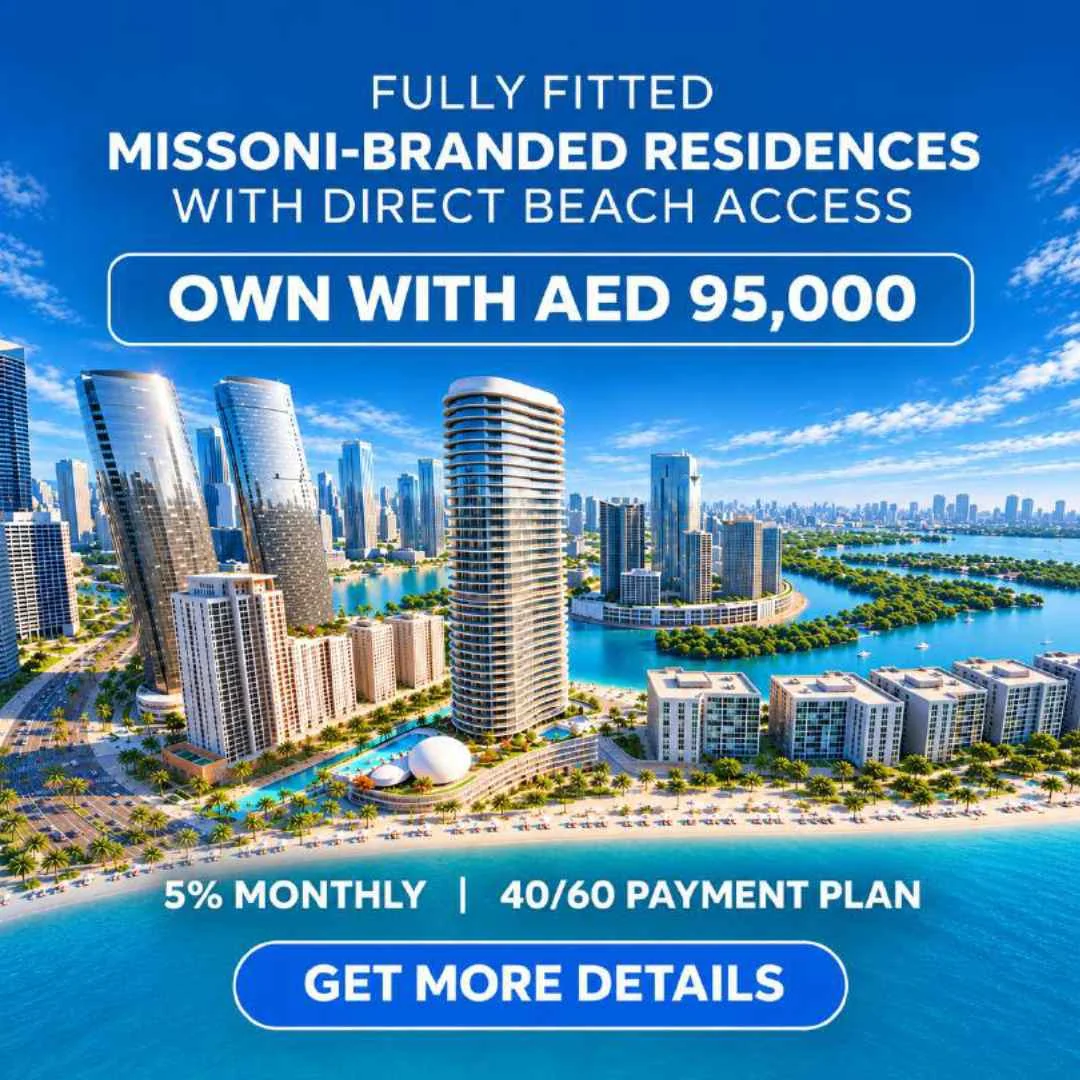 FULLY FITTED
MISSONI-BRANDED RESIDENCES
WITH DIRECT BEACH ACCESS
OWN WITH AED 95,000
5% MONTHLY | 40/60 PAYMENT PLAN
GET MORE DETAILS